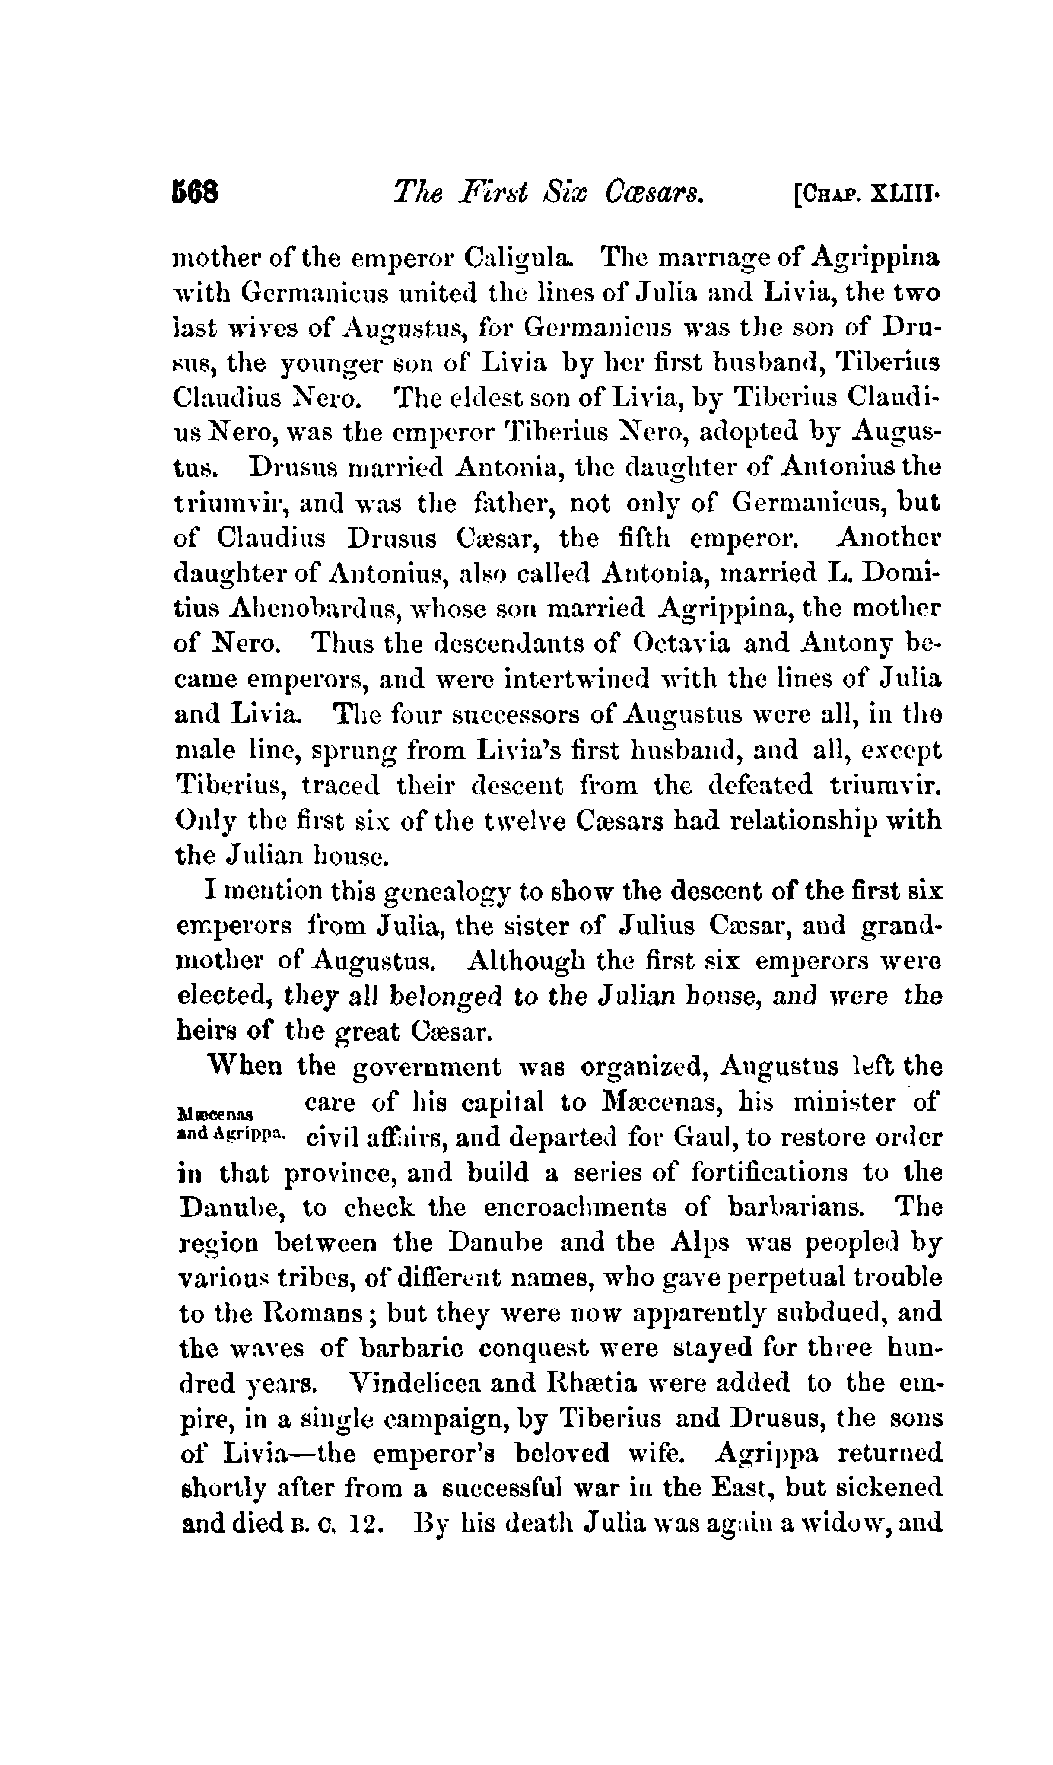 568 The First Six Cæsars. [CHAP. XLIII.
mother of the emperor Caligula. The marriage of Agrippina
with Germanicus united the lines of Julia and Livia, the two
last wives of Augustus, for Germanicus was the son of Dru-
sus, the younger son of Livia by her first husband, Tiberius
Claudius Nero. The eldest son of Livia, by Tiberius Claudi-
us Nero, was the emperor Tiberius Nero, adopted by Augus-
tus. Drusus married Antonia, the daughter of Antonius the
triumvir, and was the father, not only of Germanicus, but
of Claudius Drusus Cæsar, the fifth emperor. Another
daughter of Antonius, also called Antonia, married L. Domi-
tius Ahenobardus, whose son married Agrippina, the mother
of Nero. Thus the descendants of Octavia and Antony be-
came emperors, and were intertwined with the lines of Julia
and Livia. The four successors of Augustus were all, in the
male line, sprung from Livia's first husband, and all, except
Tiberius, traced their descent from the defeated triumvir.
Only the first six of the twelve Cæsars had relationship with
the Julian house.
I mention this genealogy to show the descent of the first six
emperors from Julia, the sister of Julius Cæsar, and grand-
mother of Augustus. Although the first six emperors were
elected, they all belonged to the Julian house, and were the
heirs of the great Cæsar.
When the government was organized, Augustus left the
care of his capital to Mæcenas, his minister of
Mæcenas
and Agrippa. civil affairs, and departed for Gaul, to restore order
in that province, and build a series of fortifications to the
Danube, to check the encroachments of barbarians. The
region between the Danube and the Alps was peopled by
various tribes, of different names, who gave perpetual trouble
to the Romans; but they were now apparently subdued, and
the waves of barbaric conquest were stayed for three hun-
dred years. Vindelicea and Rhætia were added to the em-
pire, in a single campaign, by Tiberius and Drusus, the sons
of Livia—the emperor's beloved wife. Agrippa returned
shortly after from a successful war in the East, but sickened
and died B. C. 12. By his death Julia was again a widow, and